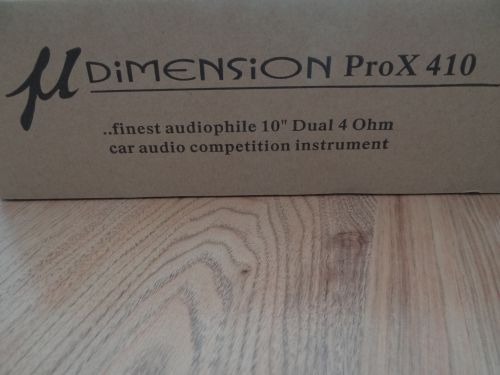 µ DiMENSiON ProX 410
..finest audiophile 10" Dual 4 Ohm
car audio competition instrument